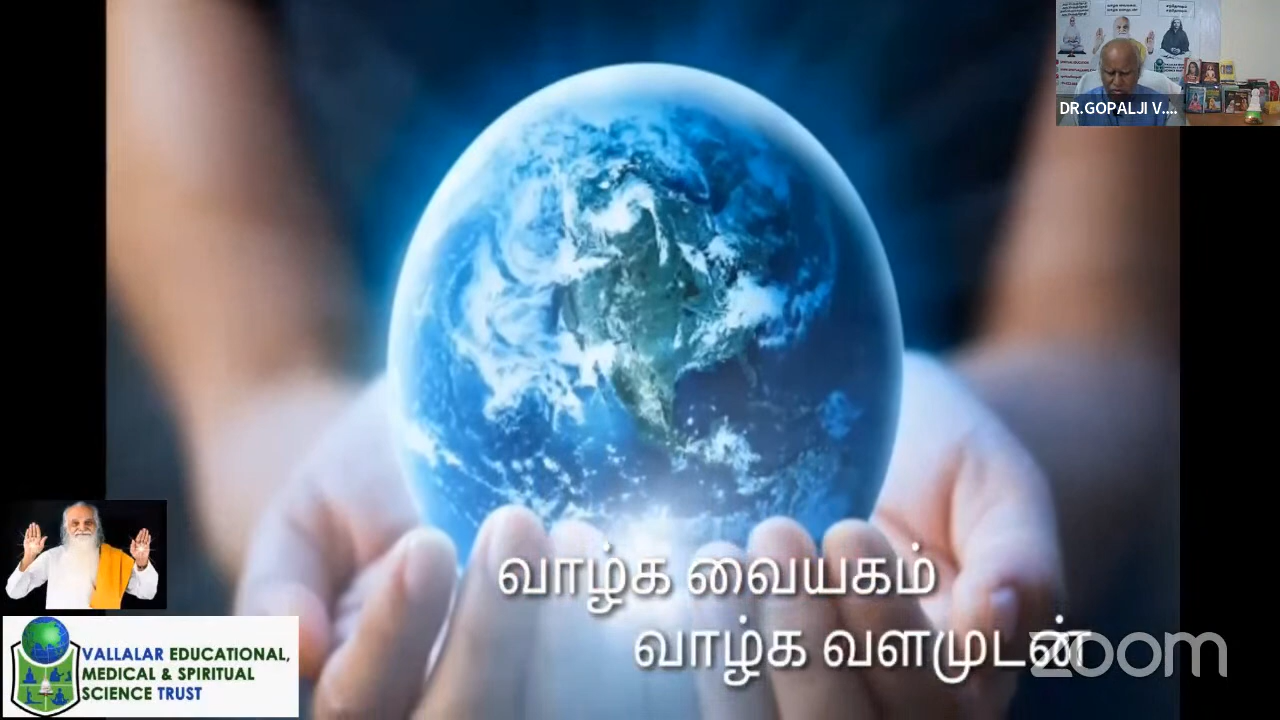 DR.GOPALJI V....
வாழ்க வையகம்
வாழ்க வளமுடன்
zoom
VALLALAR EDUCATIONAL,
MEDICAL & SPIRITUAL
SCIENCE TRUST